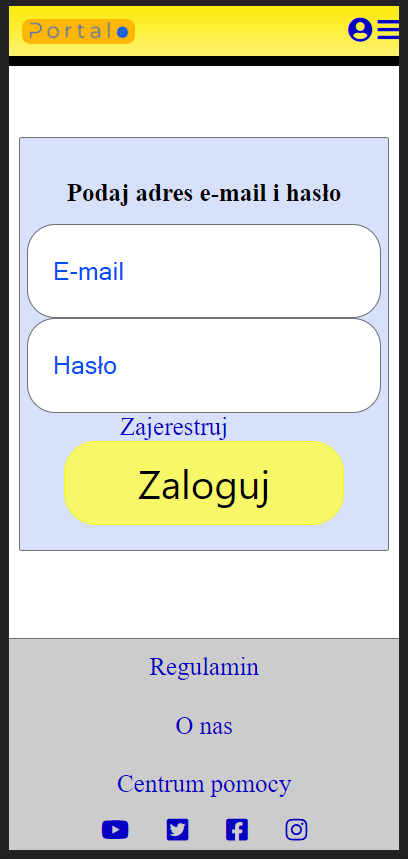 Portal
Podaj adres e-mail i hasło
E-mail
Hasło
Zajerestruj
Zaloguj
Regulamin
O nas
Centrum pomocy